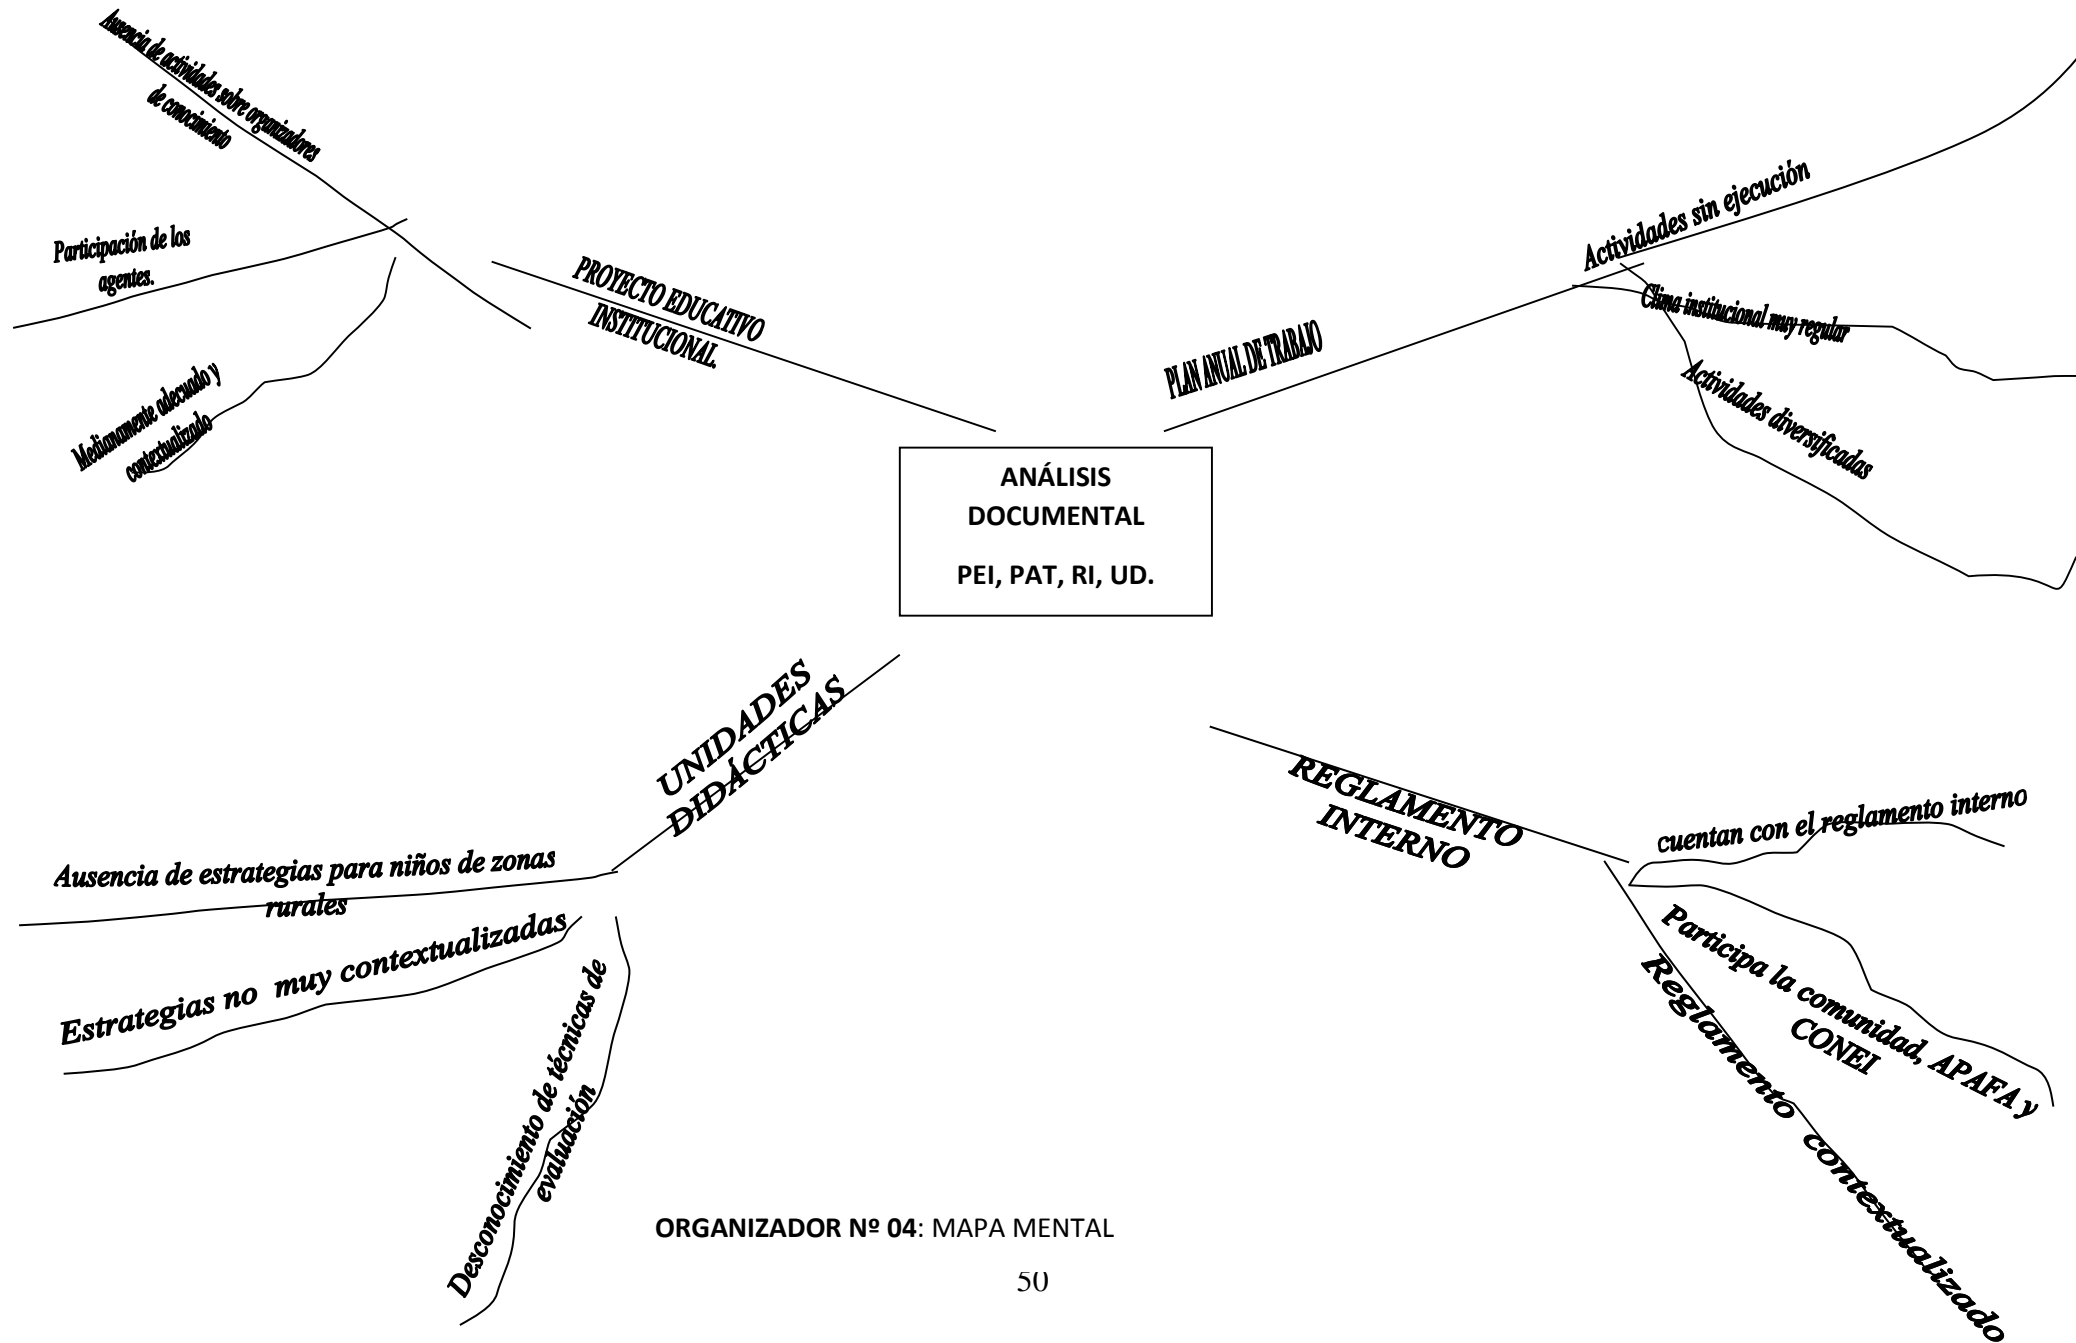 Ausencia de actividades sobre organizadores
de conocimiento
Participación de los
agentes.
Medianamente adecuado y
contextualizado
PROYECTO EDUCATIVO
INSTITUCIONAL.
PLAN ANUAL DE TRABAJO
Actividades sin ejecución
Clima institucional muy regular
Actividades diversificadas
ANÁLISIS
DOCUMENTAL
PEI, PAT, RI, UD.
UNIDADES
DIDÁCTICAS
Ausencia de estrategias para niños de zonas
rurales
Estrategias no muy contextualizadas
Desconocimiento de técnicas de
evaluación
REGLAMENTO
INTERNO
cuentan con el reglamento interno
Participa la comunidad, APAFA y
CONEI
Reglamento contextualizado
ORGANIZADOR Nº 04: MAPA MENTAL
50